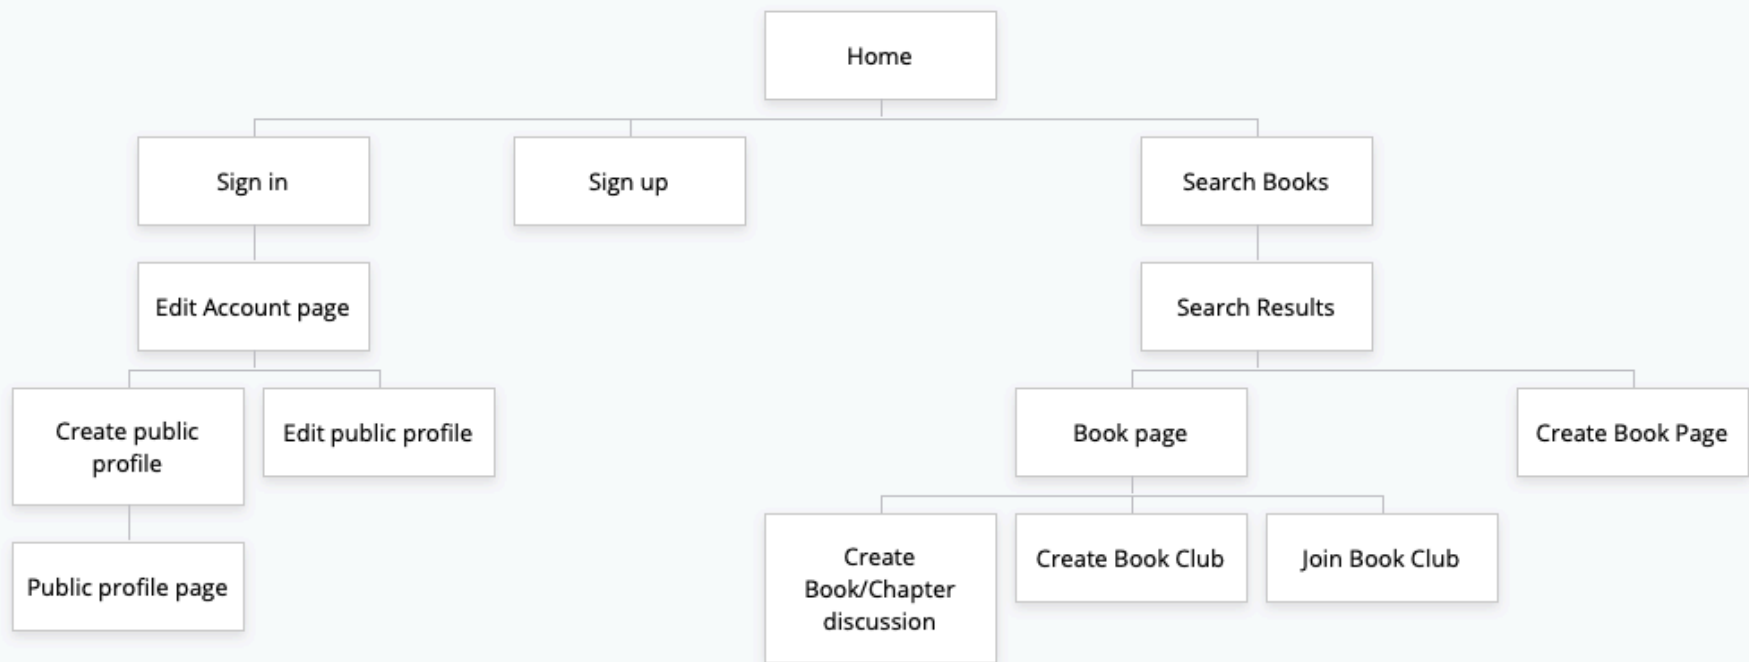 Home
Sign in
Sign up
Search Books
Edit Account page
Search Results
Create public
profile
Edit public profile
Book page
Create Book Page
Public profile page
Create
Book/Chapter
discussion
Create Book Club
Join Book Club